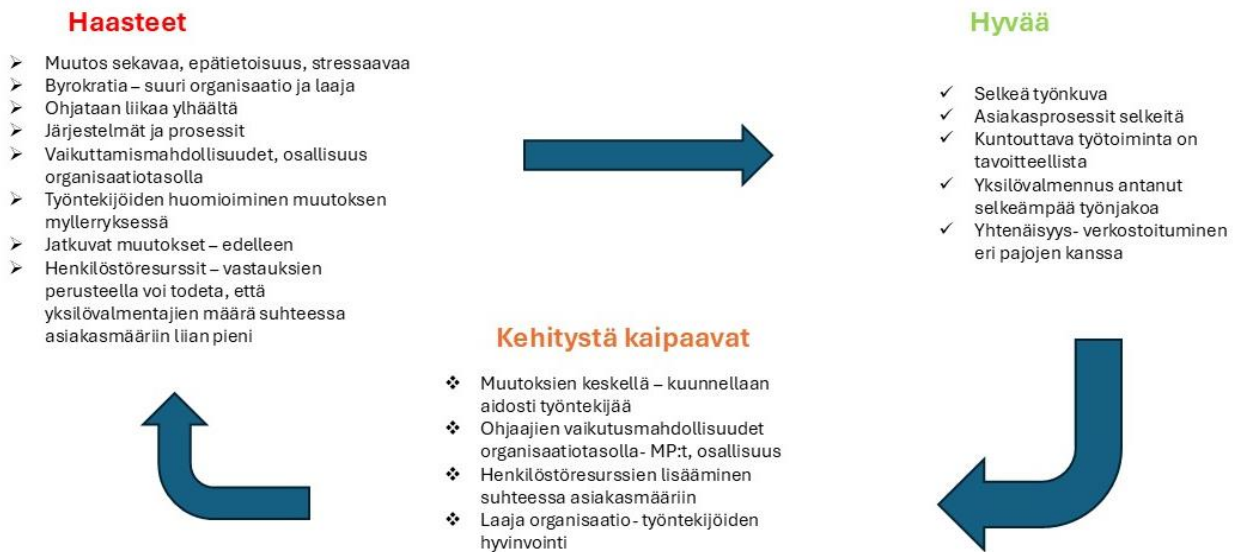 Haasteet
Muutos sekavaa, epätietoisuus, stressaavaa
Byrokratia – suuri organisaatio ja laaja
Ohjataan liikaa ylhäältä
Järjestelmät ja prosessit
Vaikuttamismahdollisuudet, osallisuus
organisaatiotasolla
Työntekijöiden huomioiminen muutoksen
myllerryksessä
Jatkuvat muutokset – edelleen
Henkilöstöresurssit – vastauksien
perusteella voi todeta, että
yksilövalmentajien määrä suhteessa
asiakasmääriin liian pieni
Hyvää
Selkeä työnkuva
Asiakasprosessit selkeitä
Kuntouttava työtoiminta on
tavoitteellista
Yksilövalmennus antanut
selkeämpää työnjakoa
Yhtenäisyys- verkostoituminen
eri pajojen kanssa
Kehitystä kaipaavat
Muutoksien keskellä – kuunnellaan
aidosti työntekijää
Ohjaajien vaikutusmahdollisuudet
organisaatiotasolla- MP:t, osallisuus
Henkilöstöresurssien lisääminen
suhteessa asiakasmääriin
Laaja organisaatio- työntekijöiden
hyvinvointi